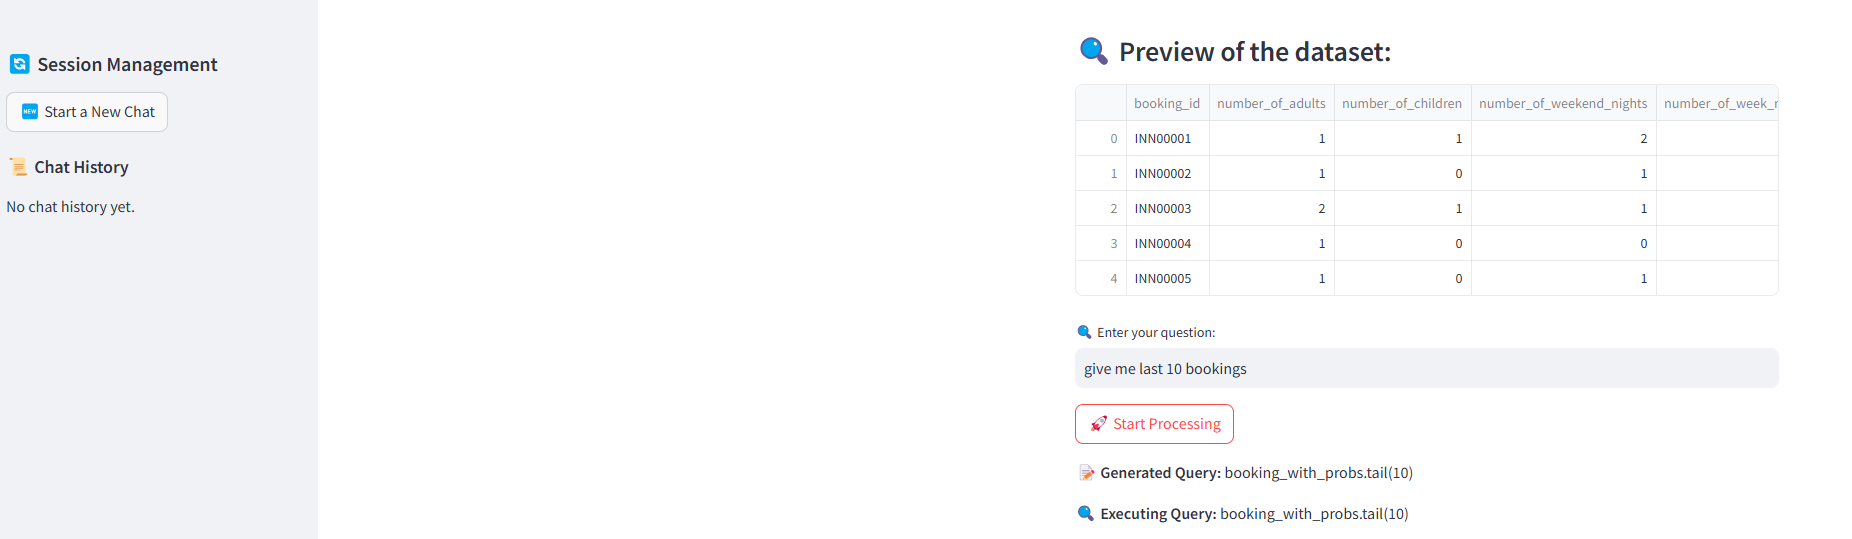 Session Management
NEW Start a New Chat
Chat History
No chat history yet.
Preview of the dataset:
booking_id number_of_adults number_of_children number_of_weekend_nights number_of_week_r
0 INN00001 1 1 2
1 INN00002 1 0 1
2 INN00003 2 1 1
3 INN00004 1 0 0
4 INN00005 1 0 1
Enter your question:
give me last 10 bookings
Start Processing
Generated Query: booking_with_probs.tail(10)
Executing Query: booking_with_probs.tail(10)